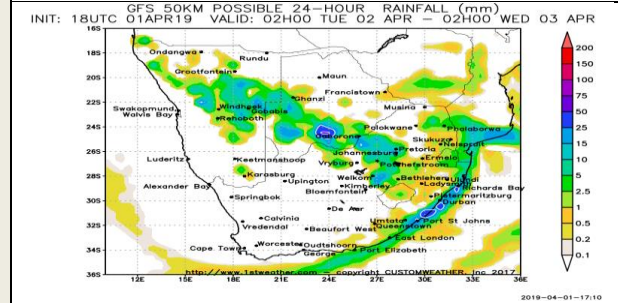 GFS 50KM POSSIBLE 24-HOUR RAINFALL (mm)
INIT: 18UTC 01APR19 VALID: 02H00 TUE 02 APR – 02H00 WED 03 APR
16S
Ondangwa
Rundu
200
18S
Grootfontein
150
20S
Maun
100
Francistown
75
22S
Ghanzi
Windhoek
Gobabis
Musina
50
Swakopmund
Walvis Bay
Rehoboth
25
24S
Gaborone
Polokwane
Phalaborwa
15
Skukuza
Nelspruit
Johannesburg
Pretoria
10
26S
Luderitz
Keetmanshoop
Vryburg
Potchefstroom
Ermelo
5
28S
Karasburg
Upington
Welkom
Bethlehem
Ulundi
2.5
Alexander Bay
Kimberley
Ladysmith
Richards Bay
Bloemfontein
Pietermaritzburg
1
30S
Springbok
De Aar
Durban
0.5
Calvinia
Umtata
Port St Johns
0.2
32S
Vredendal
Beaufort West
Queenstown
0.1
East London
34S
Cape Town
Worcester
Oudtshoorn
George
Port Elizabeth
http://www.1stweather.com – copyright CUSTOMWEATHER, Inc 2017
36S
12E 15E 18E 21E 24E 27E 30E 33E 36E
2019-04-01-17:10